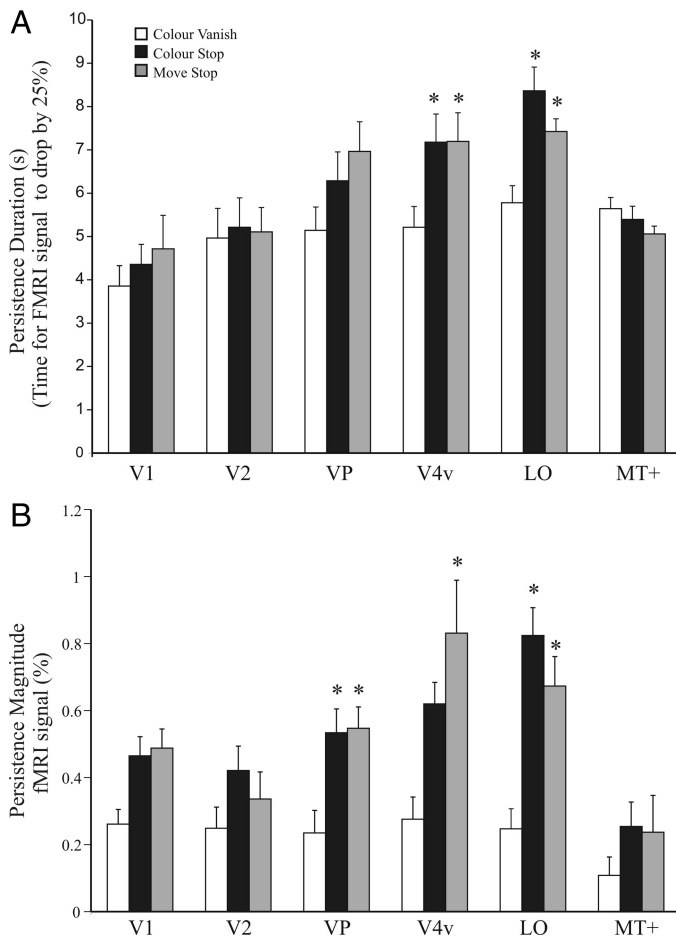 A
Colour Vanish
Colour Stop
Move Stop
Persistence Duration (s)
(Time for FMRI signal to drop by 25%)
10
9
8
7
6
5
4
3
2
1
0
* * * *
V1 V2 VP V4v LO MT+
B
Persistence Magnitude
fMRI signal (%)
1.2
1
0.8
0.6
0.4
0.2
0
* * * * *
V1 V2 VP V4v LO MT+